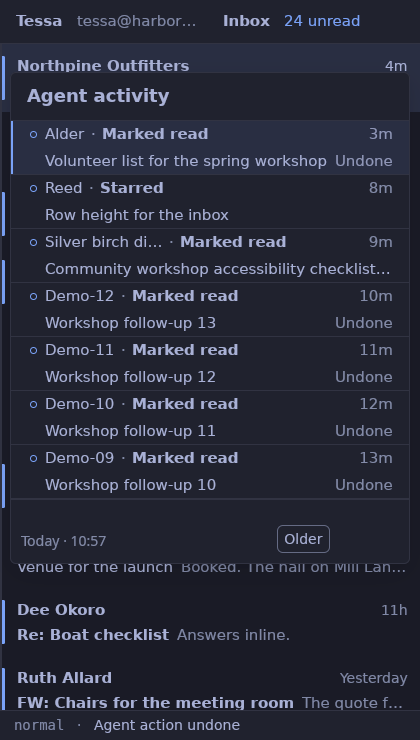 Tessa tessa@harbor... Inbox 24 unread
Northpine Outfitters 4m
Agent activity
Alder · Marked read 3m
Volunteer list for the spring workshop Undone
Reed · Starred 8m
Row height for the inbox
Silver birch di... · Marked read 9m
Community workshop accessibility checklist...
Demo-12 · Marked read 10m
Workshop follow-up 13 Undone
Demo-11 · Marked read 11m
Workshop follow-up 12 Undone
Demo-10 · Marked read 12m
Workshop follow-up 11 Undone
Demo-09 · Marked read 13m
Workshop follow-up 10 Undone
Today · 10:57 Older
Venue for the launch Booked. The hall on Mill Lan...
Dee Okoro 11h
Re: Boat checklist Answers inline.
Ruth Allard Yesterday
FW: Chairs for the meeting room The quote f...
normal · Agent action undone